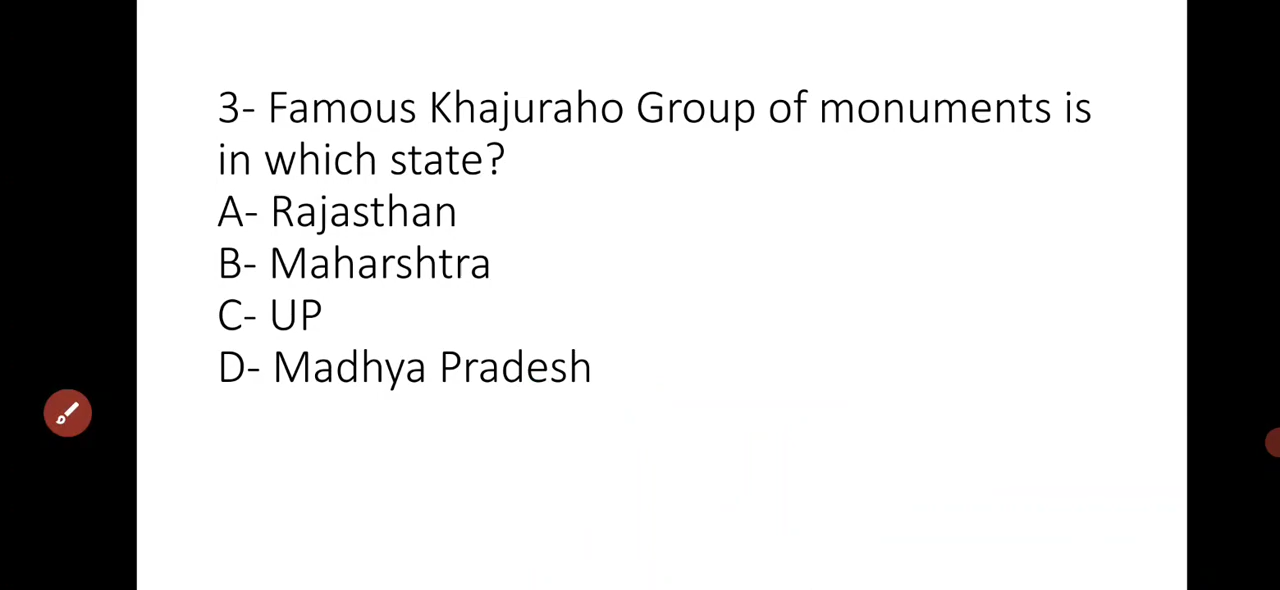 3- Famous Khajuraho Group of monuments is
in which state?
A- Rajasthan
B- Maharshtra
C- UP
D- Madhya Pradesh